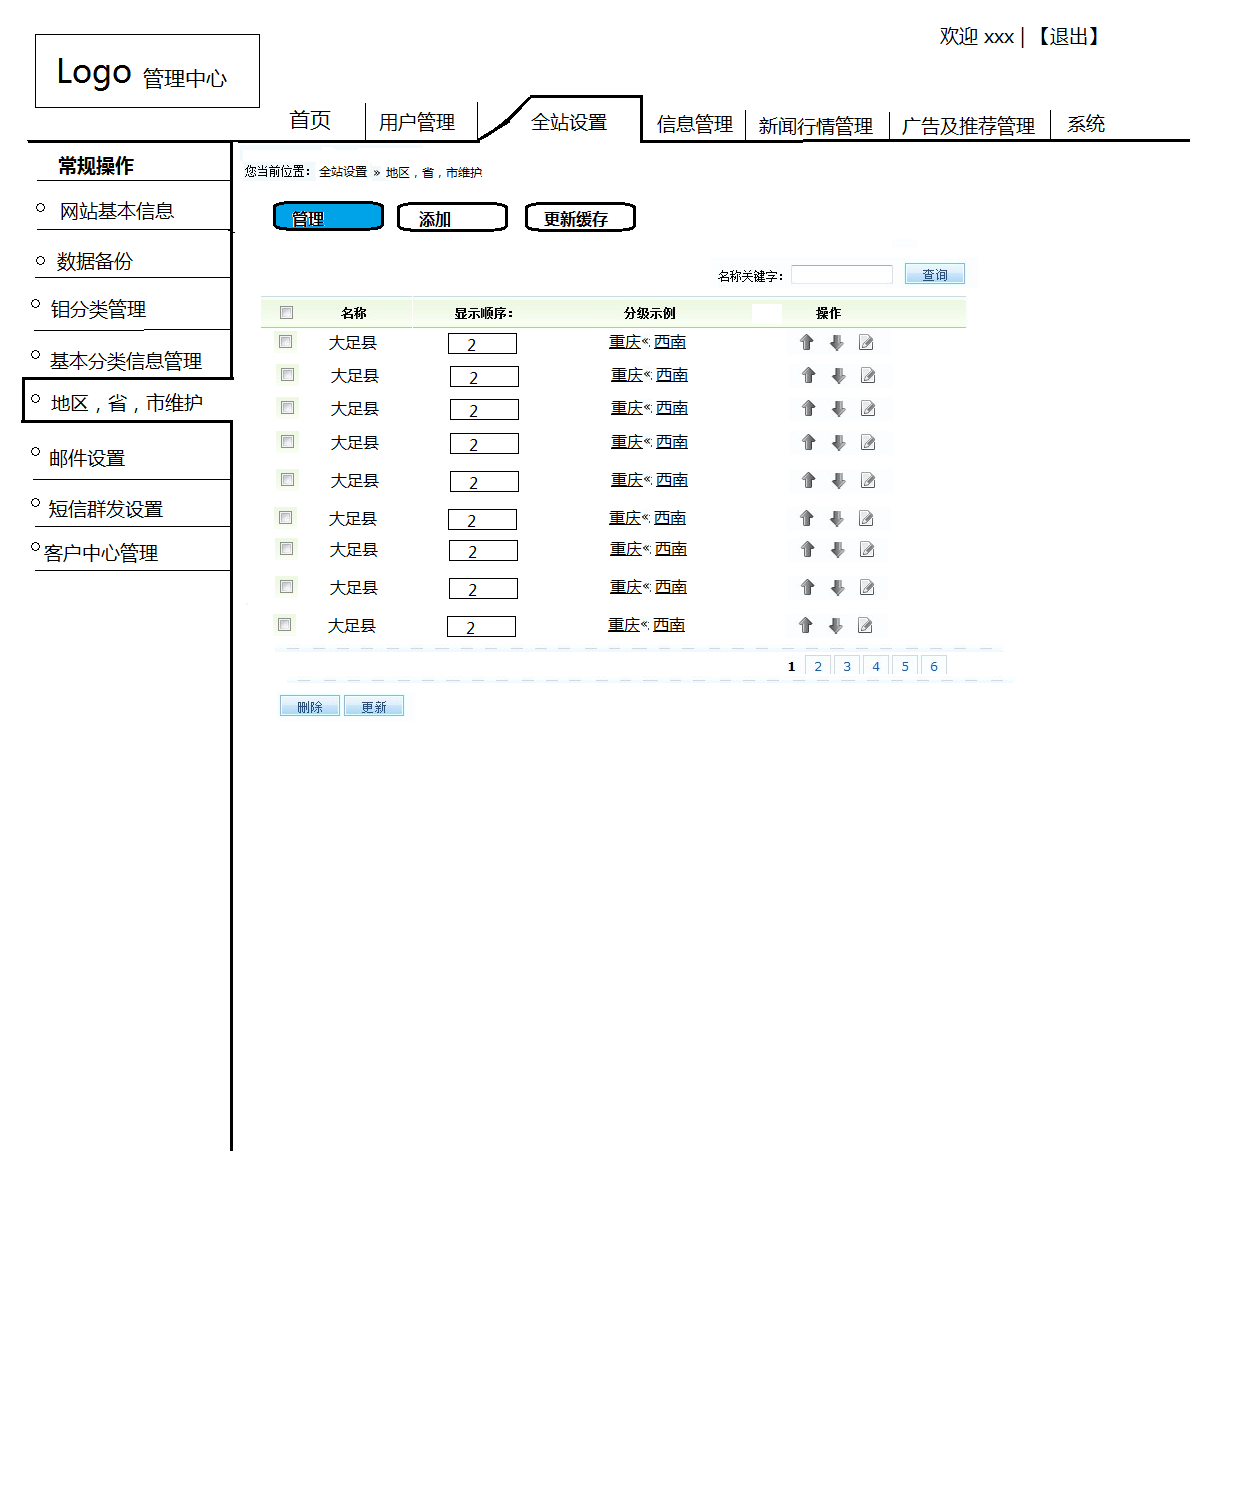 欢迎 xxx | 【退出】
Logo 管理中心
首页 用户管理 全站设置 信息管理 新闻行情管理 广告及推荐管理 系统
常规操作
网站基本信息
数据备份
钼分类管理
基本分类信息管理
地区，省，市维护
邮件设置
短信群发设置
客户中心管理
您当前位置： 全站设置 » 地区，省，市维护
管理 添加 更新缓存
名称关键字： 查询
名称 显示顺序： 分级示例 操作
大足县 2 重庆«西南
大足县 2 重庆«西南
大足县 2 重庆«西南
大足县 2 重庆«西南
大足县 2 重庆«西南
大足县 2 重庆«西南
大足县 2 重庆«西南
大足县 2 重庆«西南
大足县 2 重庆«西南
1 2 3 4 5 6
删除 更新